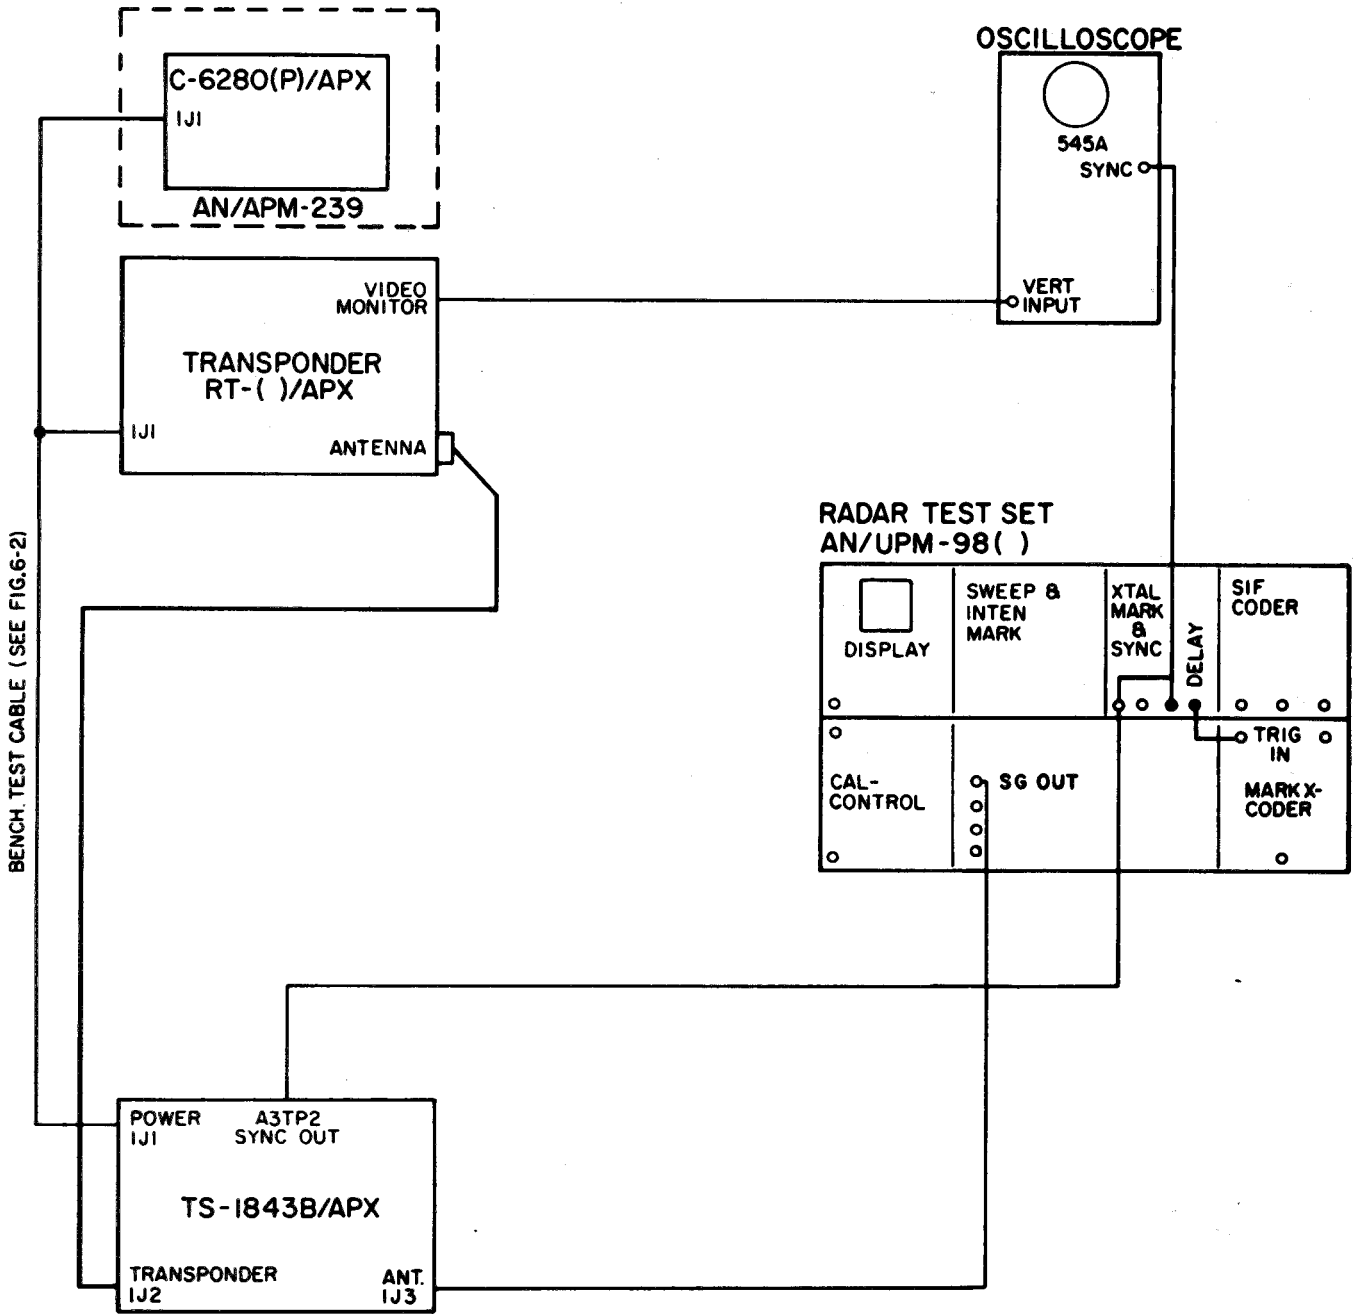 OSCILLOSCOPE
C-6280(P)/APX
1J1
AN/APM-239
545A
SYNC
VERT
INPUT
VIDEO
MONITOR
TRANSPONDER
RT-( )/APX
1J1
ANTENNA
BENCH TEST CABLE (SEE FIG.6-2)
RADAR TEST SET
AN/UPM-98( )
DISPLAY
SWEEP &
INTEN
MARK
XTAL
MARK
&
SYNC
DELAY
SIF
CODER
CAL-
CONTROL
SG OUT
TRIG
IN
MARK X-
CODER
POWER
1J1
A3TP2
SYNC OUT
TS-1843B/APX
TRANSPONDER
1J2
ANT.
1J3